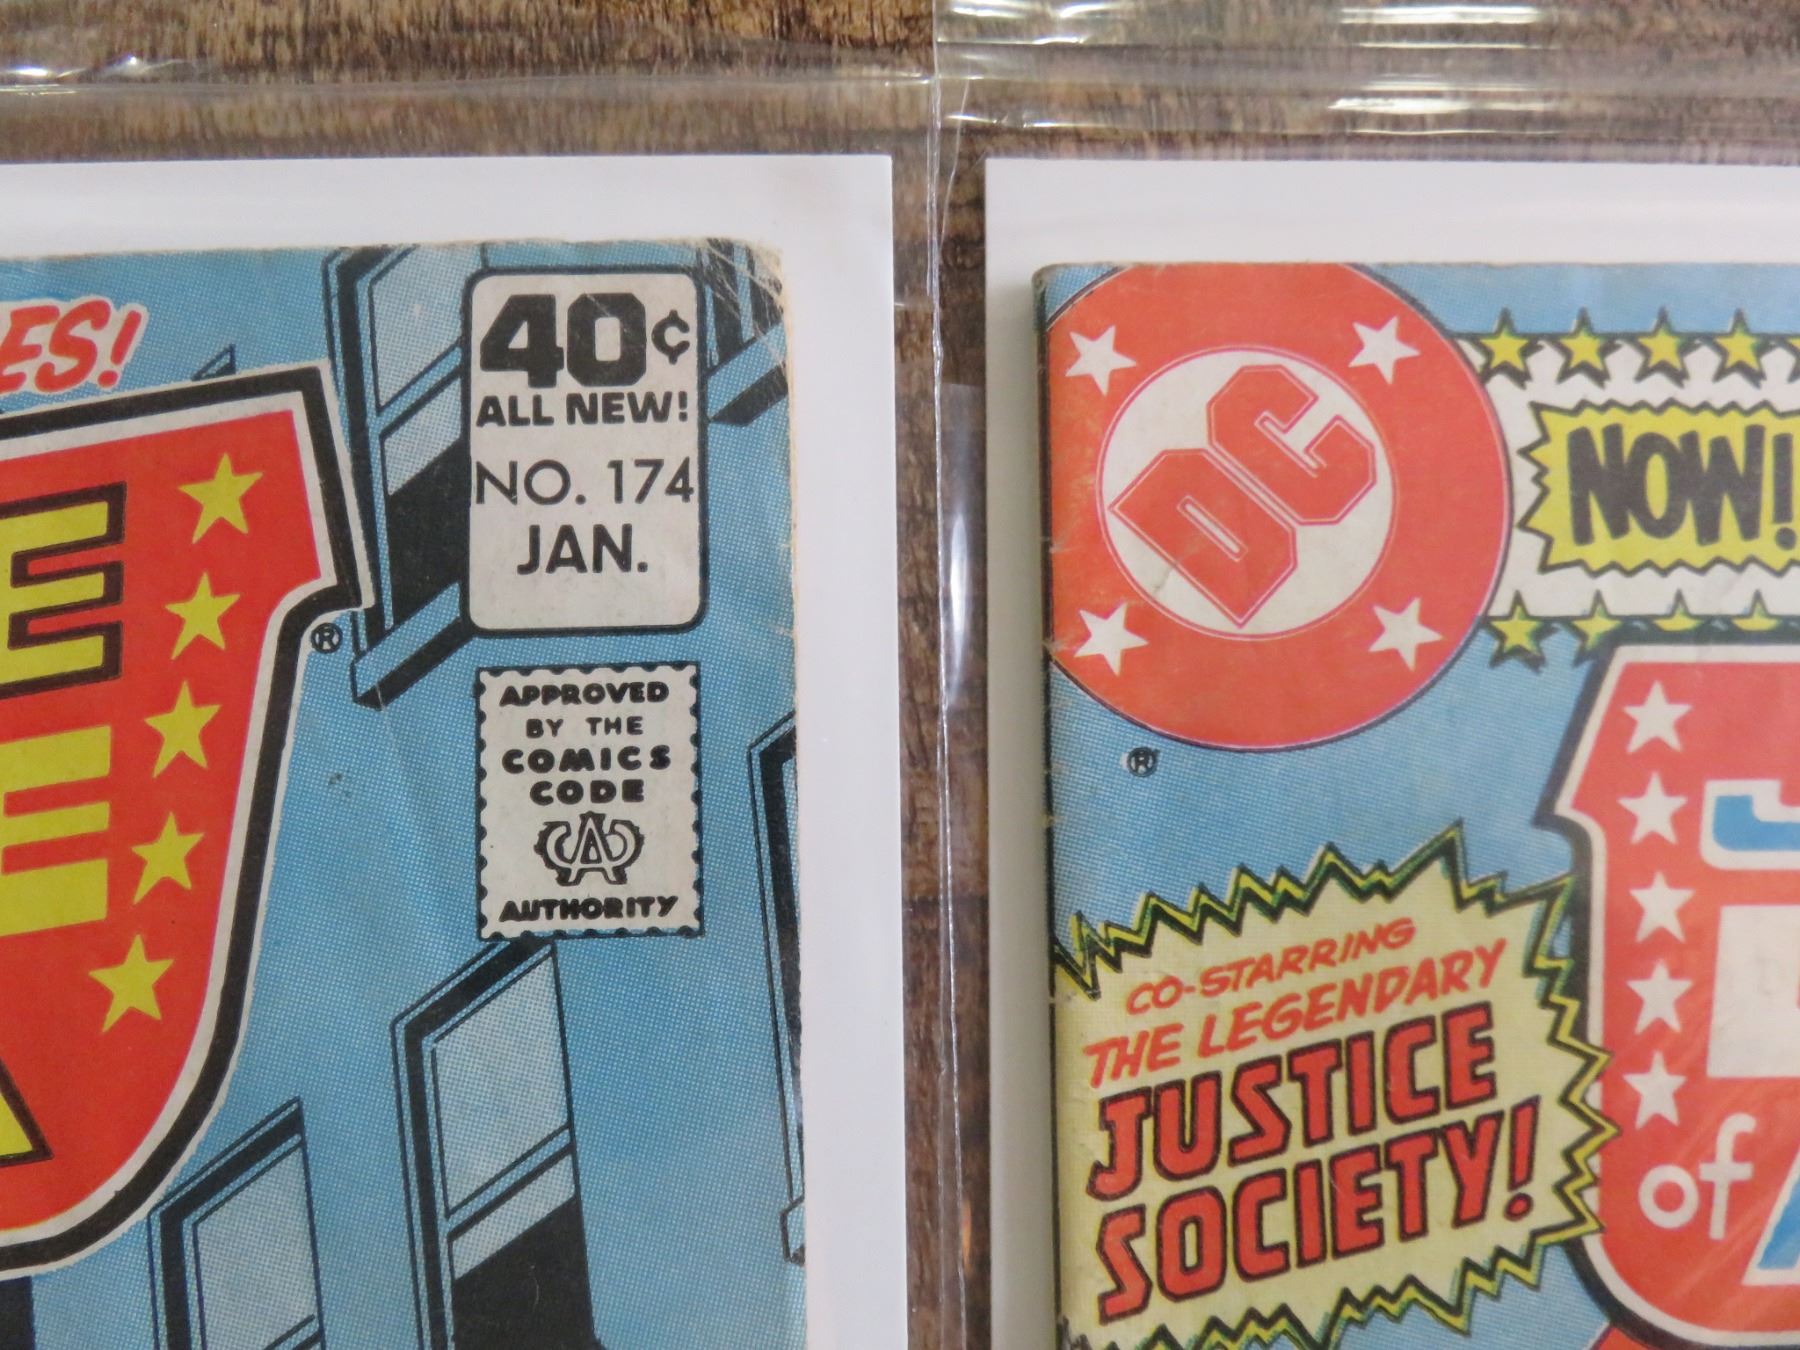 ES!
40¢
ALL NEW!
NO. 174
JAN.
E
®
E
APPROVED
BY THE
COMICS
CODE
CA
AUTHORITY
DC
®
NOW!
CO-STARRING
THE LEGENDARY
JUSTICE
SOCIETY!
J
of